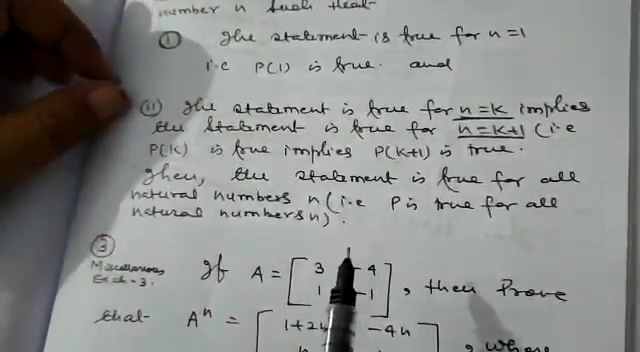 number n such that
(i) The statement is true for n=1
i.e P(1) is true. and
(ii) The statement is true for n=k implies
the statement is true for n=k+1 (i.e
P(k) is true implies P(k+1) is true.
Then, the statement is true for all
natural numbers n (i.e P is true for all
natural numbers n).
(3)
Miscellaneous
Ex ch-3.
If A = [ 3 -4
1 -1 ] , then Prove
that A^n = [ 1+2n -4n
, where